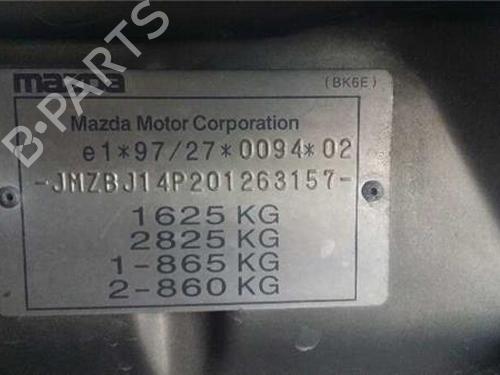 mazda
(BK6E)
Mazda Motor Corporation
e1*97/27*0094*02
-JMZBJ14P201263157-
1625 KG
2825 KG
1-865 KG
2-860 KG
B-PARTS